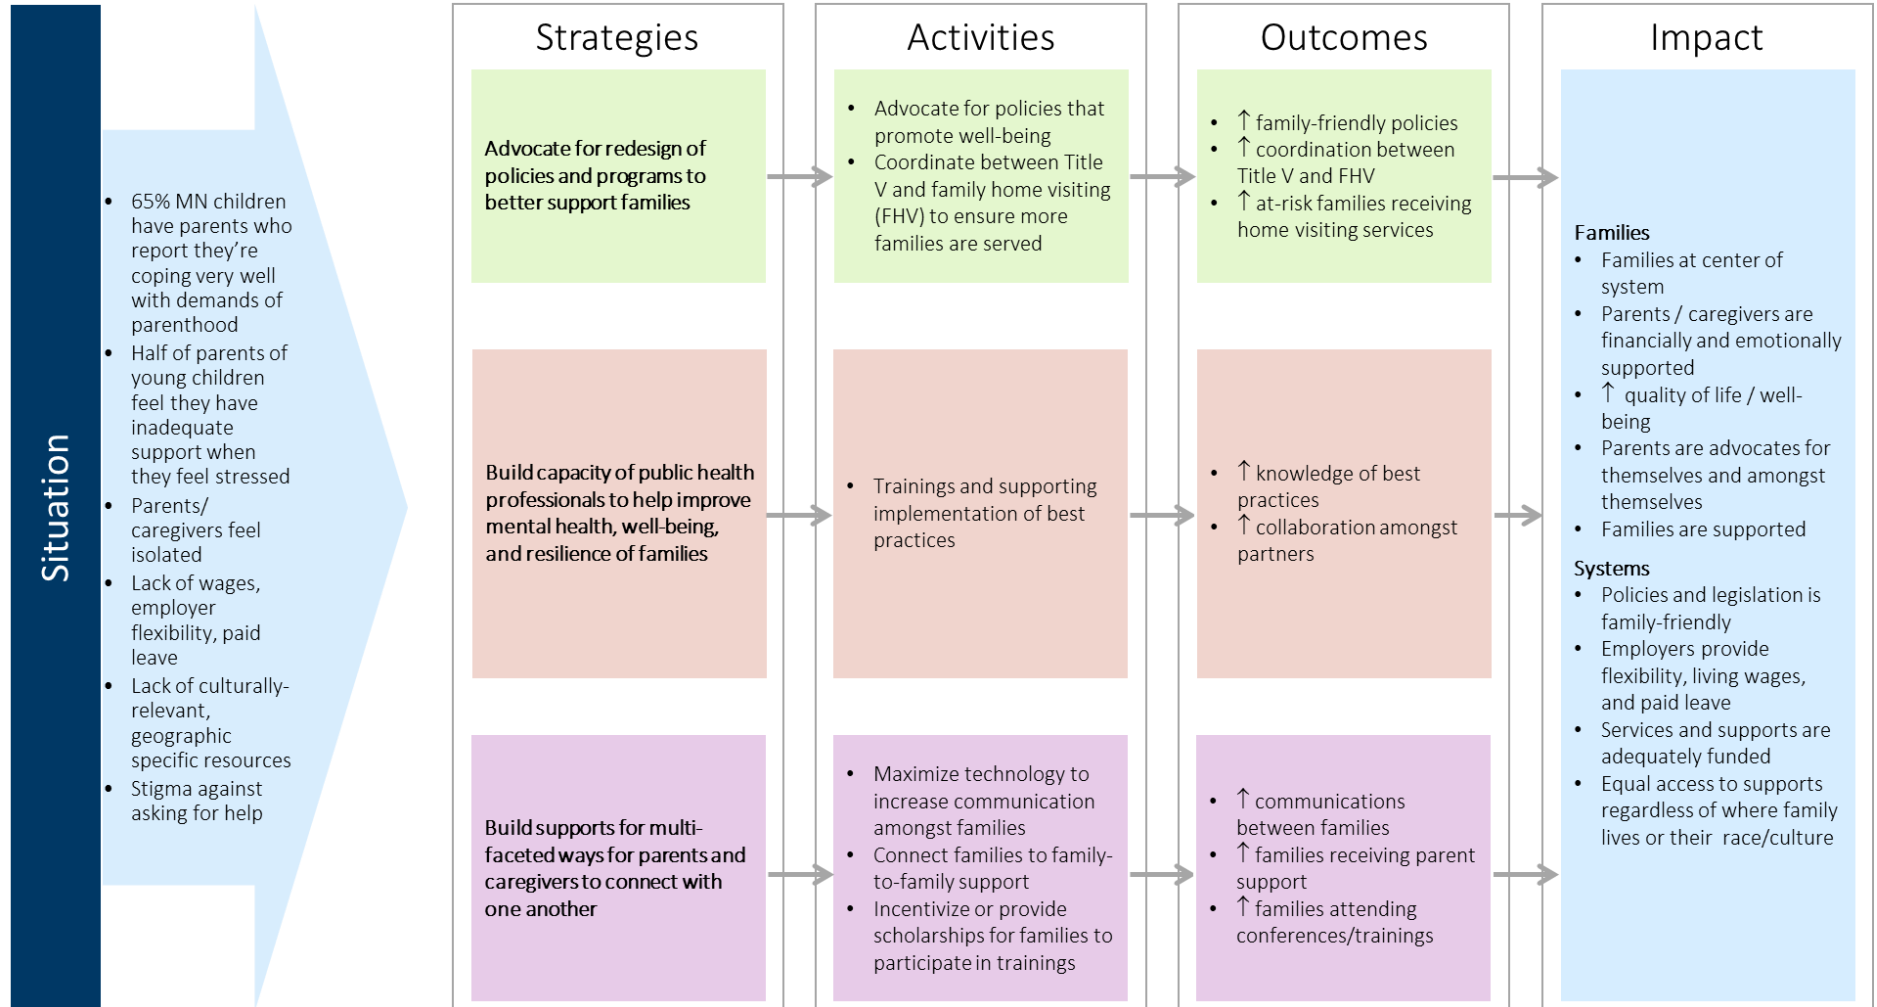 Situation
• 65% MN children
have parents who
report they're
coping very well
with demands of
parenthood
• Half of parents of
young children
feel they have
inadequate
support when
they feel stressed
• Parents/
caregivers feel
isolated
• Lack of wages,
employer
flexibility, paid
leave
• Lack of culturally-
relevant,
geographic
specific resources
• Stigma against
asking for help
Strategies
Advocate for redesign of
policies and programs to
better support families
Build capacity of public health
professionals to help improve
mental health, well-being,
and resilience of families
Build supports for multi-
faceted ways for parents and
caregivers to connect with
one another
Activities
• Advocate for policies that
promote well-being
• Coordinate between Title
V and family home visiting
(FHV) to ensure more
families are served
• Trainings and supporting
implementation of best
practices
• Maximize technology to
increase communication
amongst families
• Connect families to family-
to-family support
• Incentivize or provide
scholarships for families to
participate in trainings
Outcomes
• ↑ family-friendly policies
• ↑ coordination between
Title V and FHV
• ↑ at-risk families receiving
home visiting services
• ↑ knowledge of best
practices
• ↑ collaboration amongst
partners
• ↑ communications
between families
• ↑ families receiving parent
support
• ↑ families attending
conferences/trainings
Impact
Families
• Families at center of
system
• Parents / caregivers are
financially and emotionally
supported
• ↑ quality of life / well-
being
• Parents are advocates for
themselves and amongst
themselves
• Families are supported
Systems
• Policies and legislation is
family-friendly
• Employers provide
flexibility, living wages,
and paid leave
• Services and supports are
adequately funded
• Equal access to supports
regardless of where family
lives or their race/culture